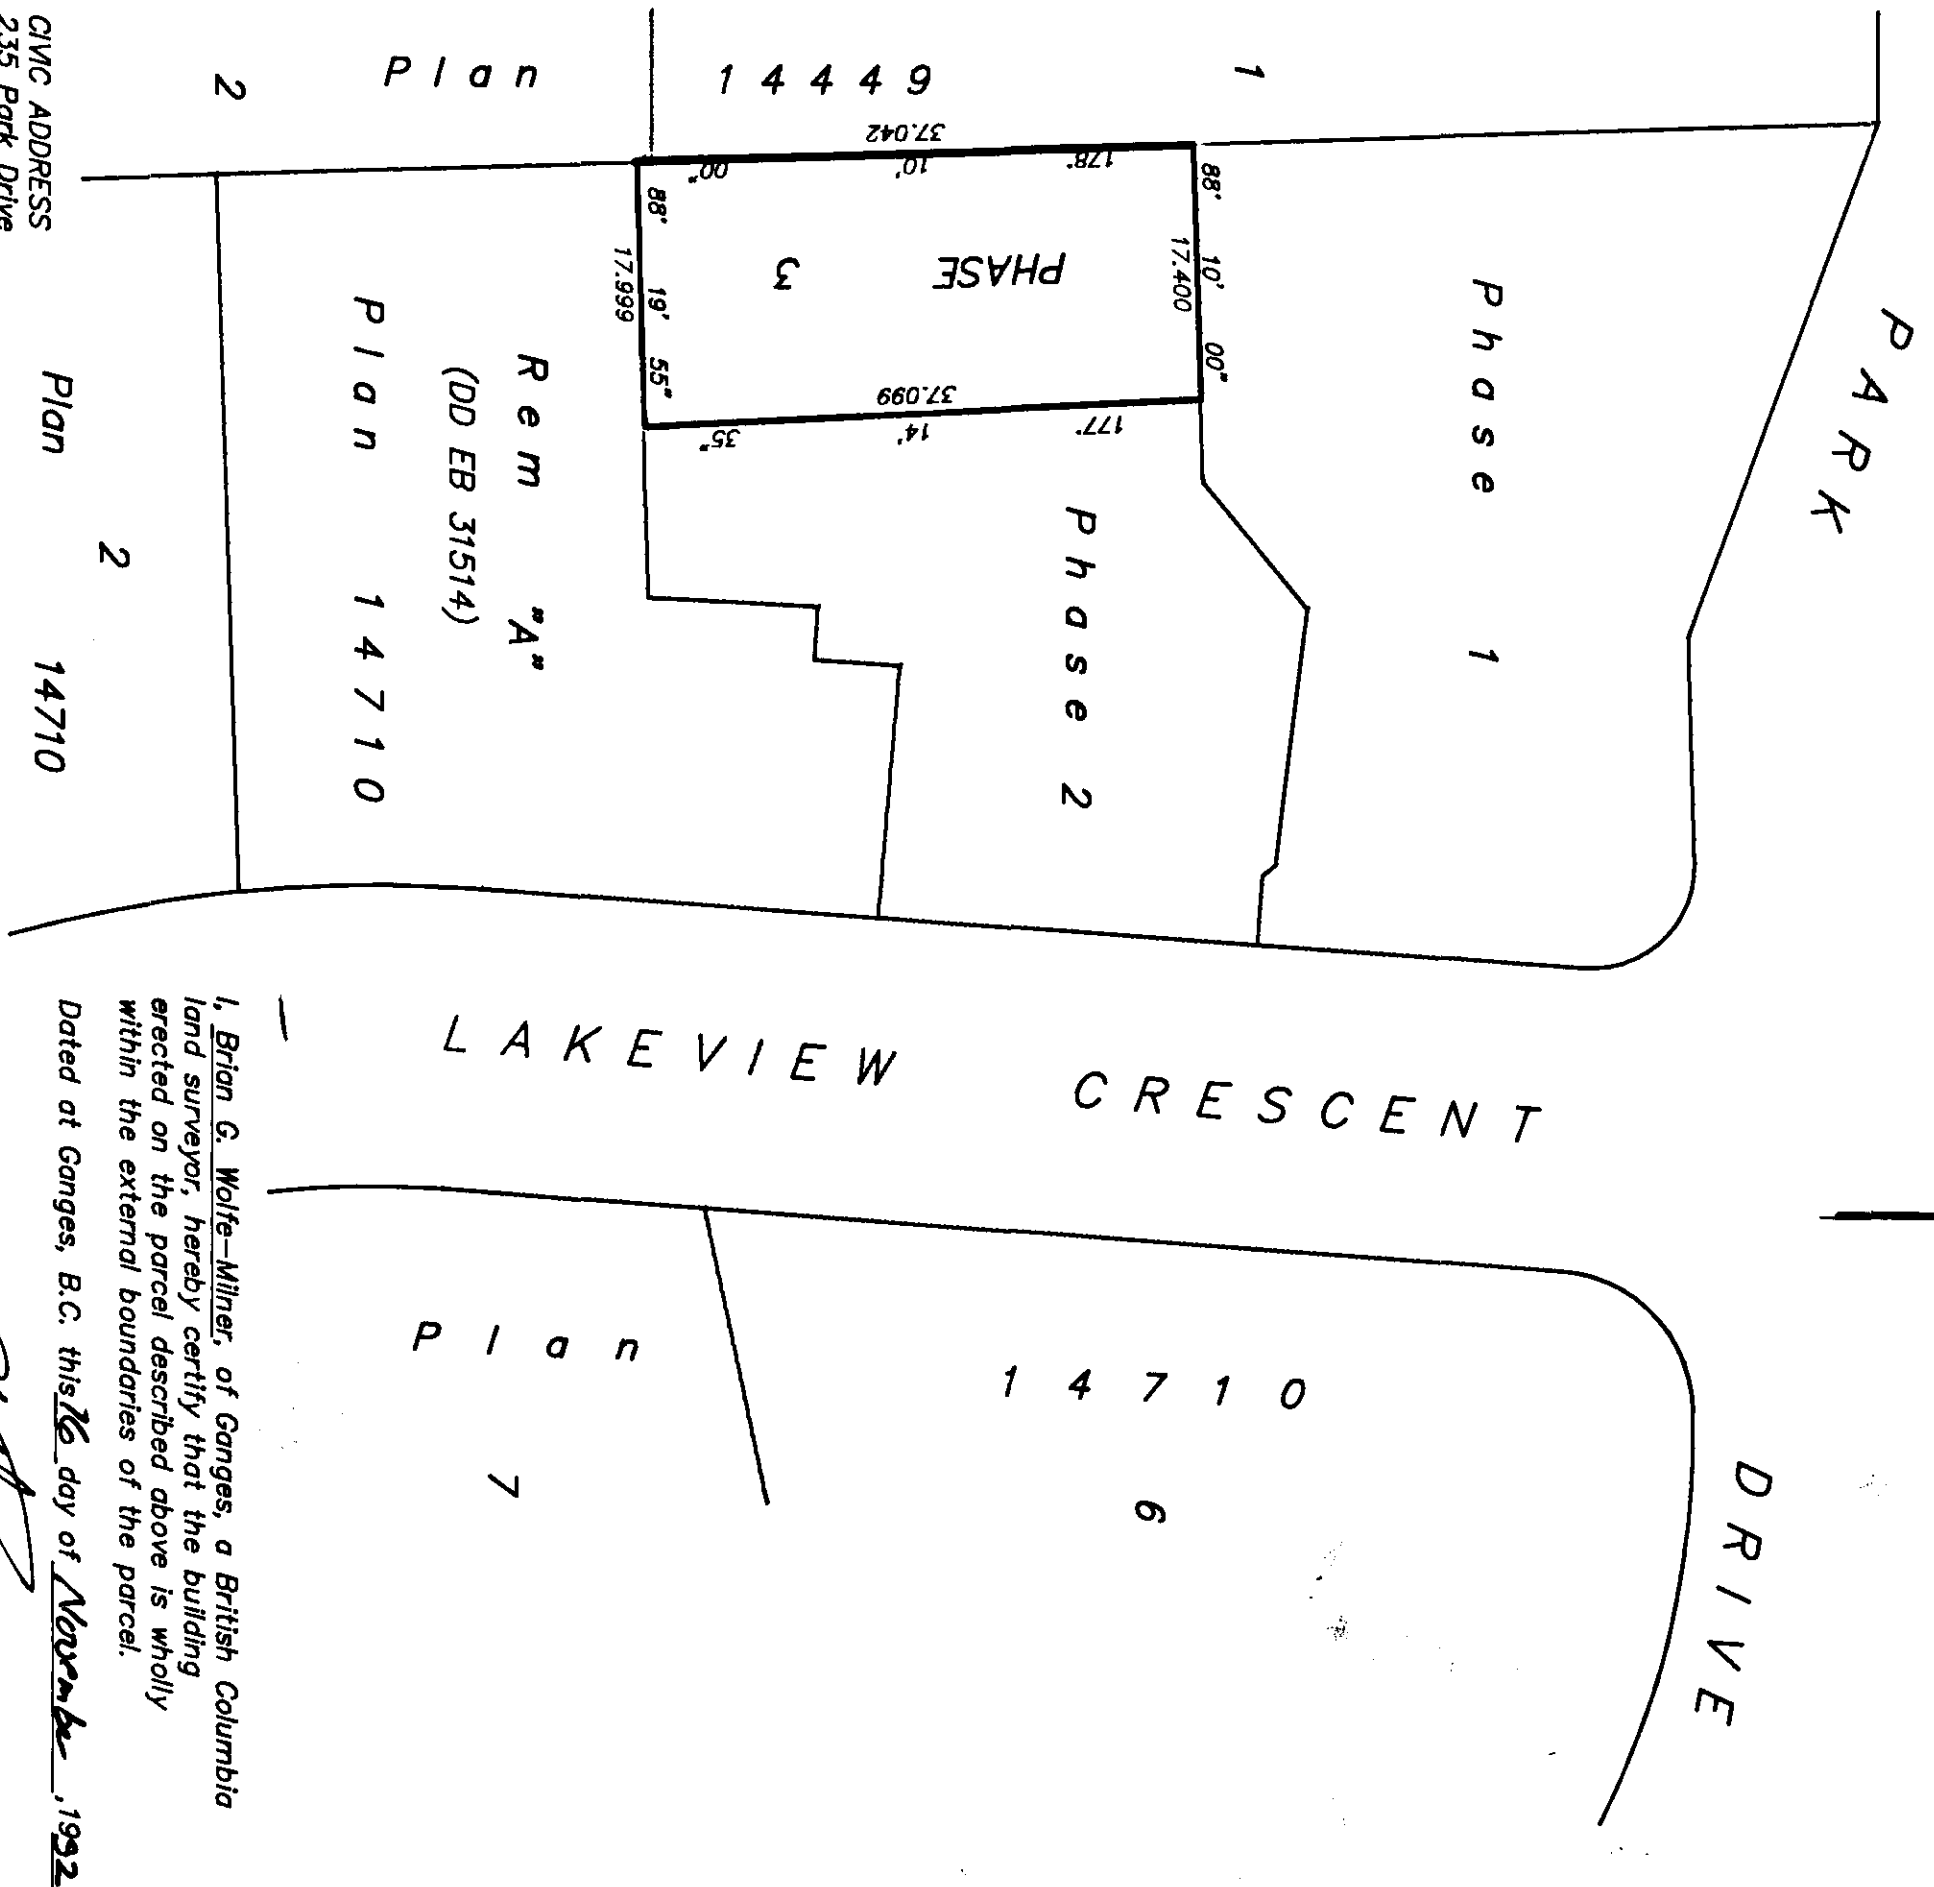 PARK
DRIVE
1
Phase 1
88° 10' 00"
17.400
14449
37.042
178° 10' 00"
PHASE
3
37.099
177° 14' 35"
Phase 2
88° 19' 55"
17.999
Plan
2
Rem "A"
(DD EB 31514)
Plan 14710
2
Plan 14710
LAKEVIEW CRESCENT
Plan 14710
6
7
I, Brian G. Wolfe-Milner, of Ganges, a British Columbia
land surveyor, hereby certify that the building
erected on the parcel described above is wholly
within the external boundaries of the parcel.
Dated at Ganges, B.C. this 16 day of November, 1992
CIVIC ADDRESS
235 Park Drive